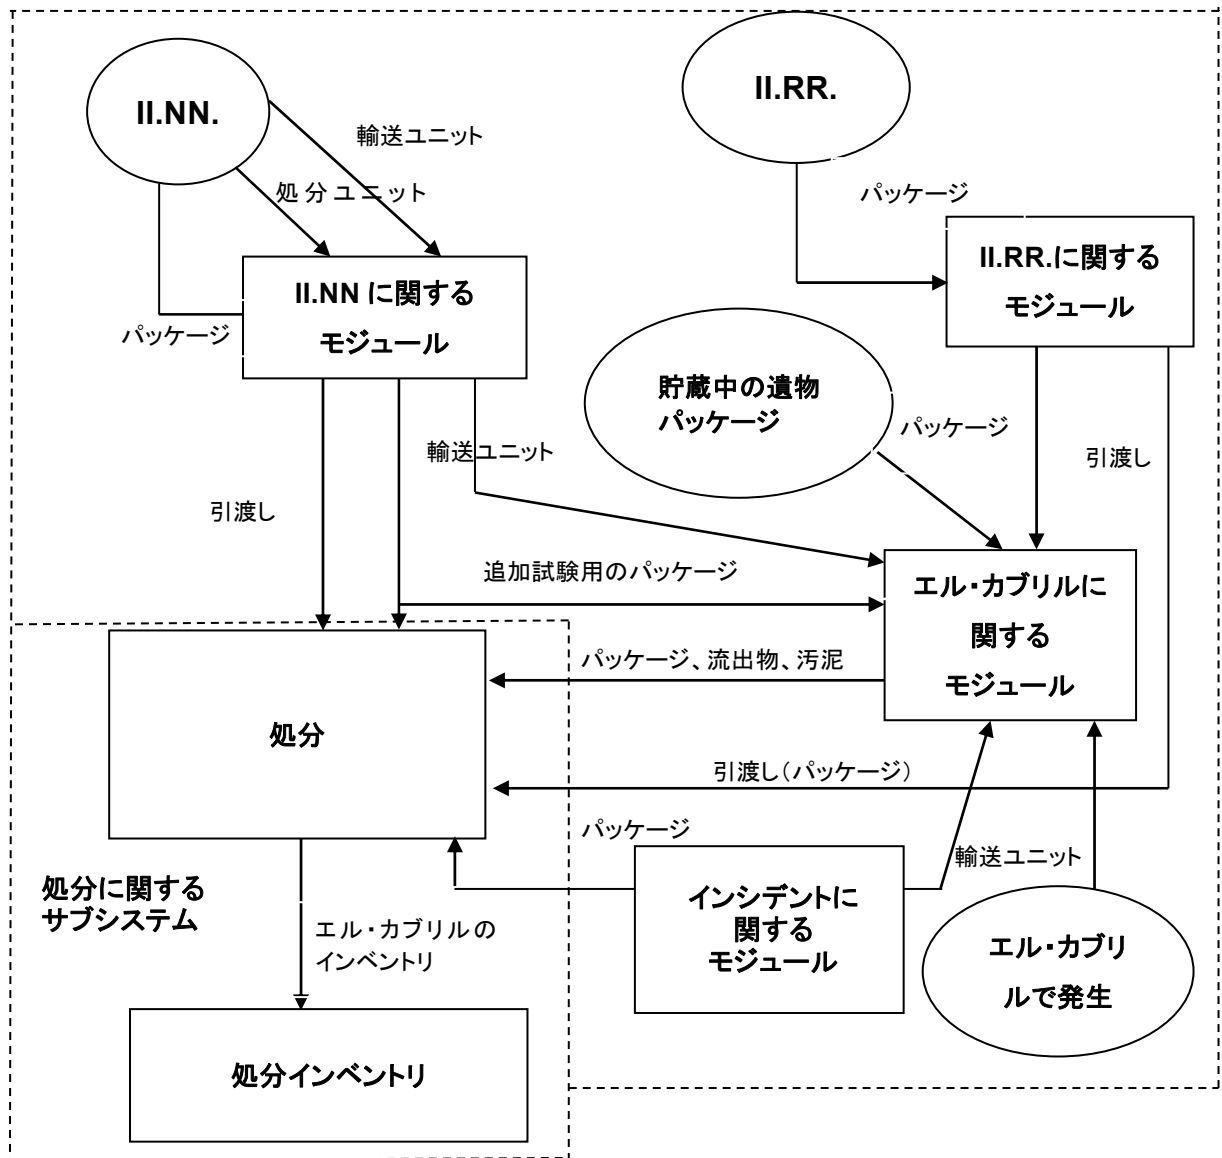 II.NN.
II.RR.
輸送ユニット
処分ユニット
パッケージ
II.RR.に関する
モジュール
II.NN に関する
モジュール
パッケージ
貯蔵中の遺物
パッケージ
パッケージ
輸送ユニット
引渡し
引渡し
追加試験用のパッケージ
エル・カブリルに
関する
モジュール
パッケージ、流出物、汚泥
処分
引渡し(パッケージ)
パッケージ
輸送ユニット
処分に関する
サブシステム
インシデントに
関する
モジュール
エル・カブリルの
インベントリ
エル・カブリ
ルで発生
処分インベントリ